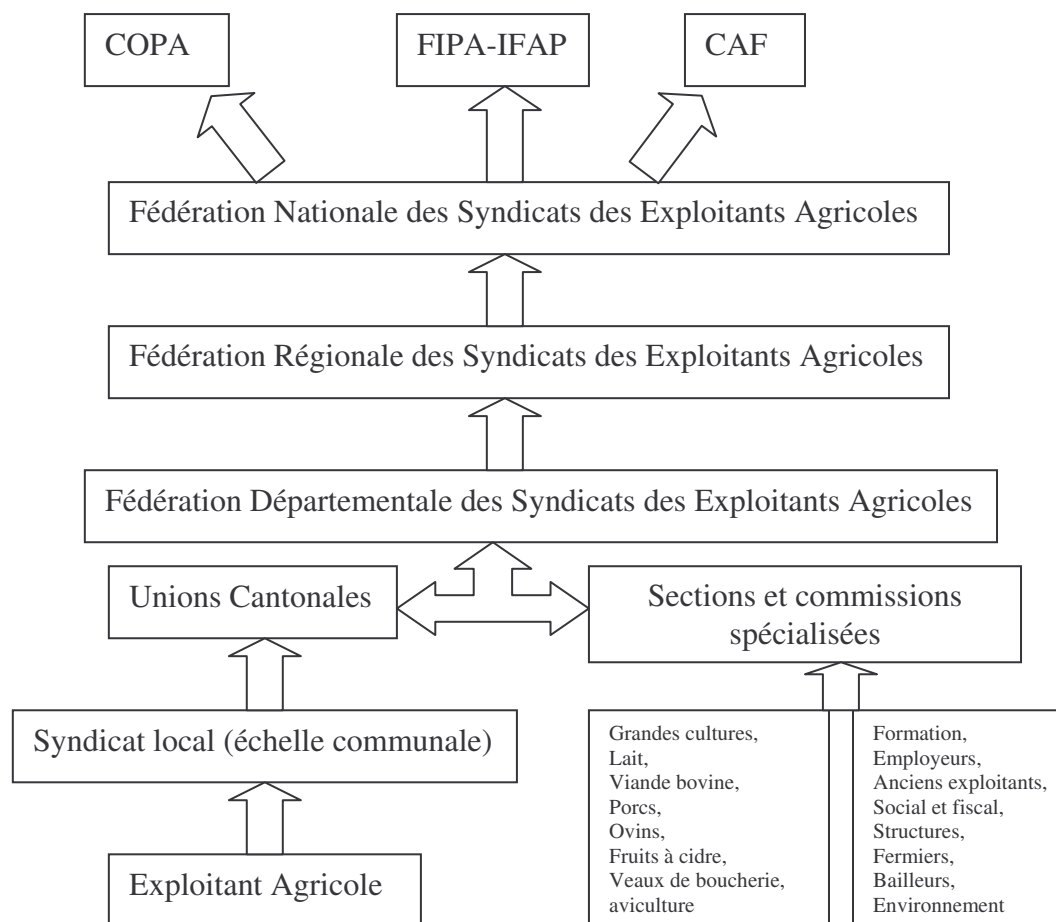 COPA
FIPA-IFAP
CAF
Fédération Nationale des Syndicats des Exploitants Agricoles
Fédération Régionale des Syndicats des Exploitants Agricoles
Fédération Départementale des Syndicats des Exploitants Agricoles
Unions Cantonales
Sections et commissions
spécialisées
Syndicat local (échelle communale)
Exploitant Agricole
Grandes cultures,
Lait,
Viande bovine,
Porcs,
Ovins,
Fruits à cidre,
Veaux de boucherie,
aviculture
Formation,
Employeurs,
Anciens exploitants,
Social et fiscal,
Structures,
Fermiers,
Bailleurs,
Environnement